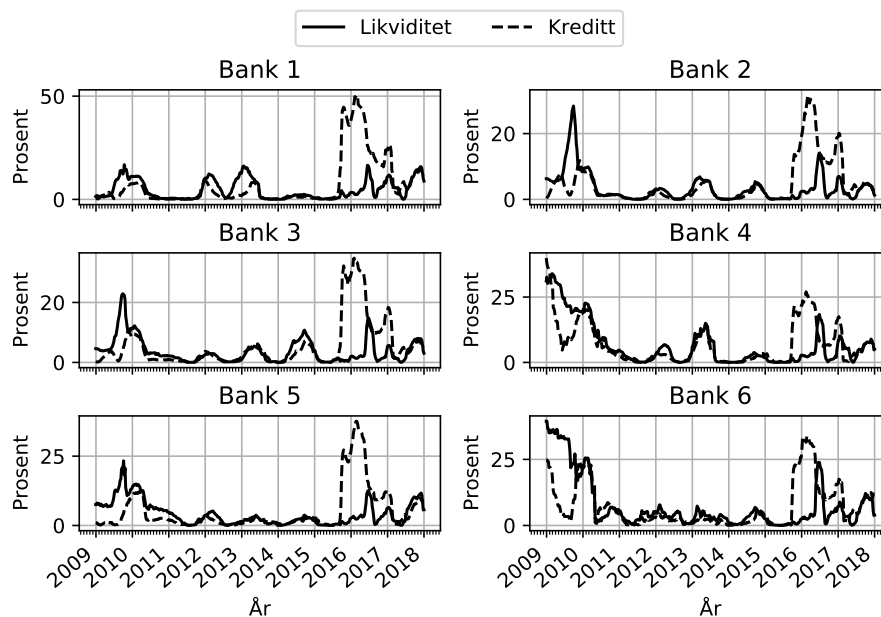 Likviditet Kreditt
Bank 1 Bank 2
Prosent 50 0 Prosent 20 0
Bank 3 Bank 4
Prosent 20 0 Prosent 25 0
Bank 5 Bank 6
Prosent 25 0 Prosent 25 0
2009 2010 2011 2012 2013 2014 2015 2016 2017 2018 2009 2010 2011 2012 2013 2014 2015 2016 2017 2018
År År